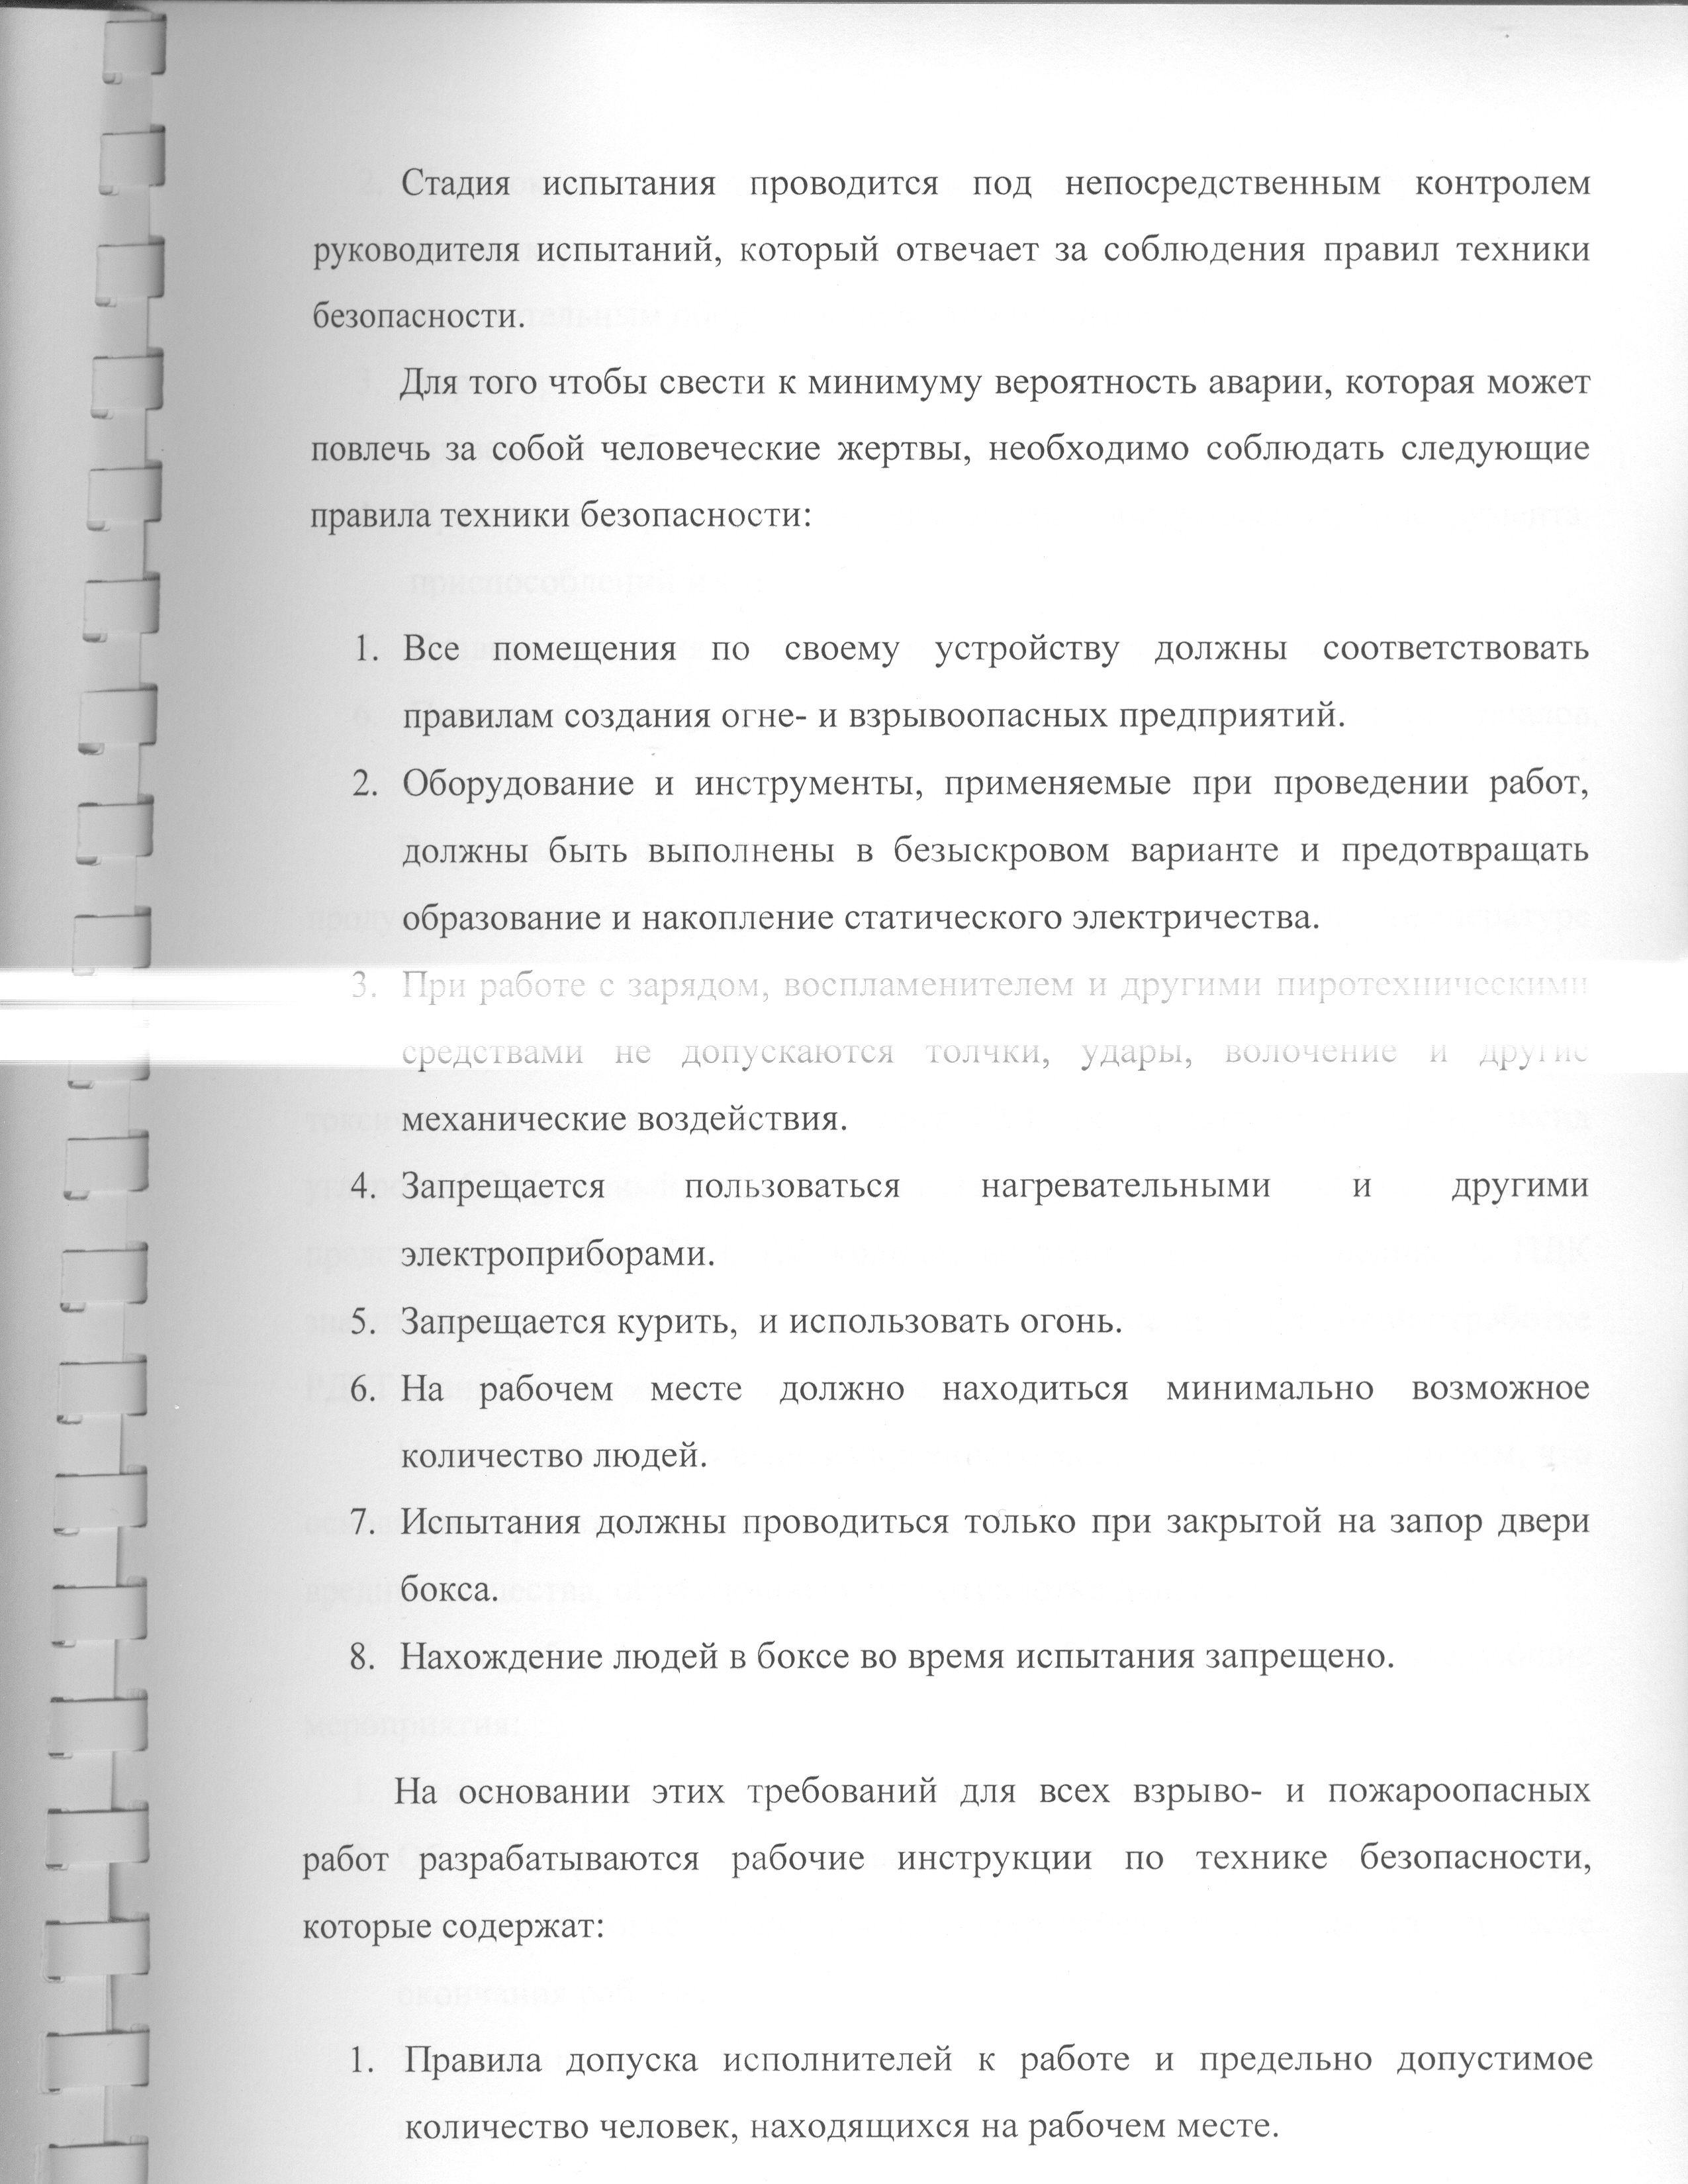 Стадия испытания проводится под непосредственным контролем
руководителя испытаний, который отвечает за соблюдения правил техники
безопасности.
Для того чтобы свести к минимуму вероятность аварии, которая может
повлечь за собой человеческие жертвы, необходимо соблюдать следующие
правила техники безопасности:
1. Все помещения по своему устройству должны соответствовать
правилам создания огне- и взрывоопасных предприятий.
2. Оборудование и инструменты, применяемые при проведении работ,
должны быть выполнены в безыскровом варианте и предотвращать
образование и накопление статического электричества.
3. При работе с зарядом, воспламенителем и другими пиротехническими
средствами не допускаются толчки, удары, волочение и другие
механические воздействия.
4. Запрещается пользоваться нагревательными и другими
электроприборами.
5. Запрещается курить, и использовать огонь.
6. На рабочем месте должно находиться минимально возможное
количество людей.
7. Испытания должны проводиться только при закрытой на запор двери
бокса.
8. Нахождение людей в боксе во время испытания запрещено.
На основании этих требований для всех взрыво- и пожароопасных
работ разрабатываются рабочие инструкции по технике безопасности,
которые содержат:
1. Правила допуска исполнителей к работе и предельно допустимое
количество человек, находящихся на рабочем месте.